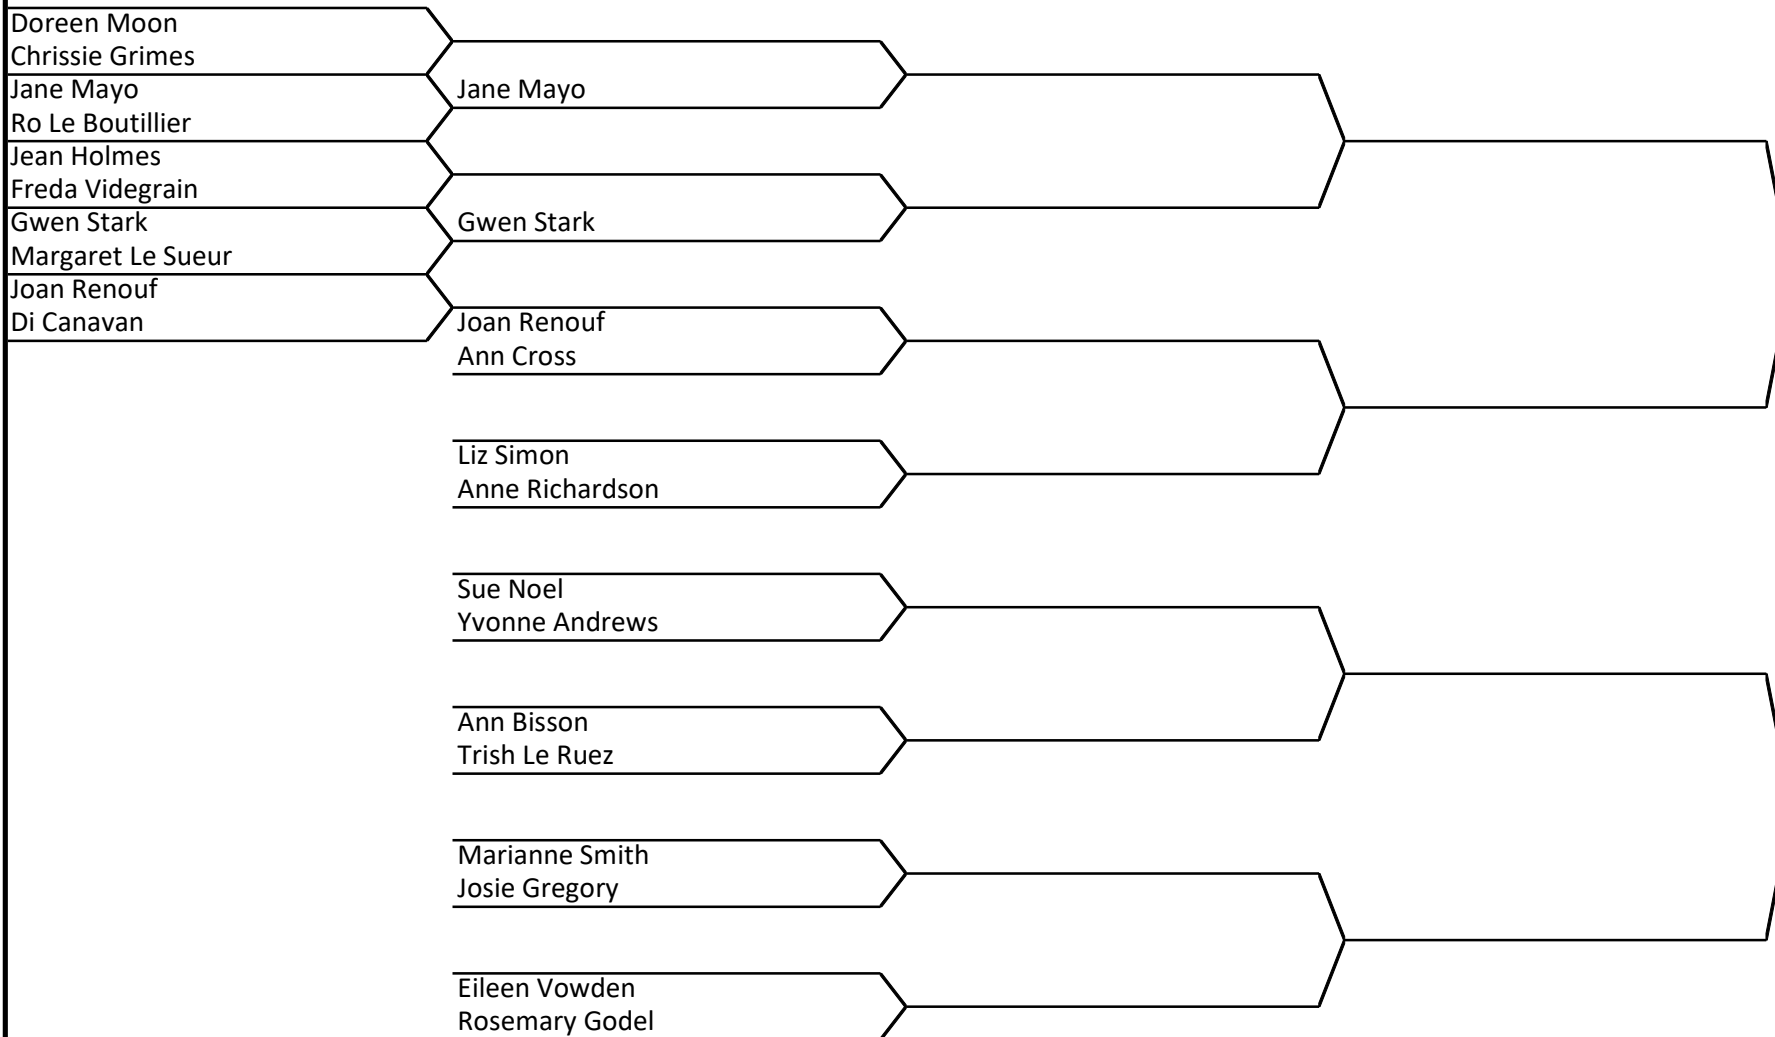 Doreen Moon
Chrissie Grimes
Jane Mayo
Ro Le Boutillier
Jean Holmes
Freda Videgrain
Gwen Stark
Margaret Le Sueur
Joan Renouf
Di Canavan
Jane Mayo
Gwen Stark
Joan Renouf
Ann Cross
Liz Simon
Anne Richardson
Sue Noel
Yvonne Andrews
Ann Bisson
Trish Le Ruez
Marianne Smith
Josie Gregory
Eileen Vowden
Rosemary Godel